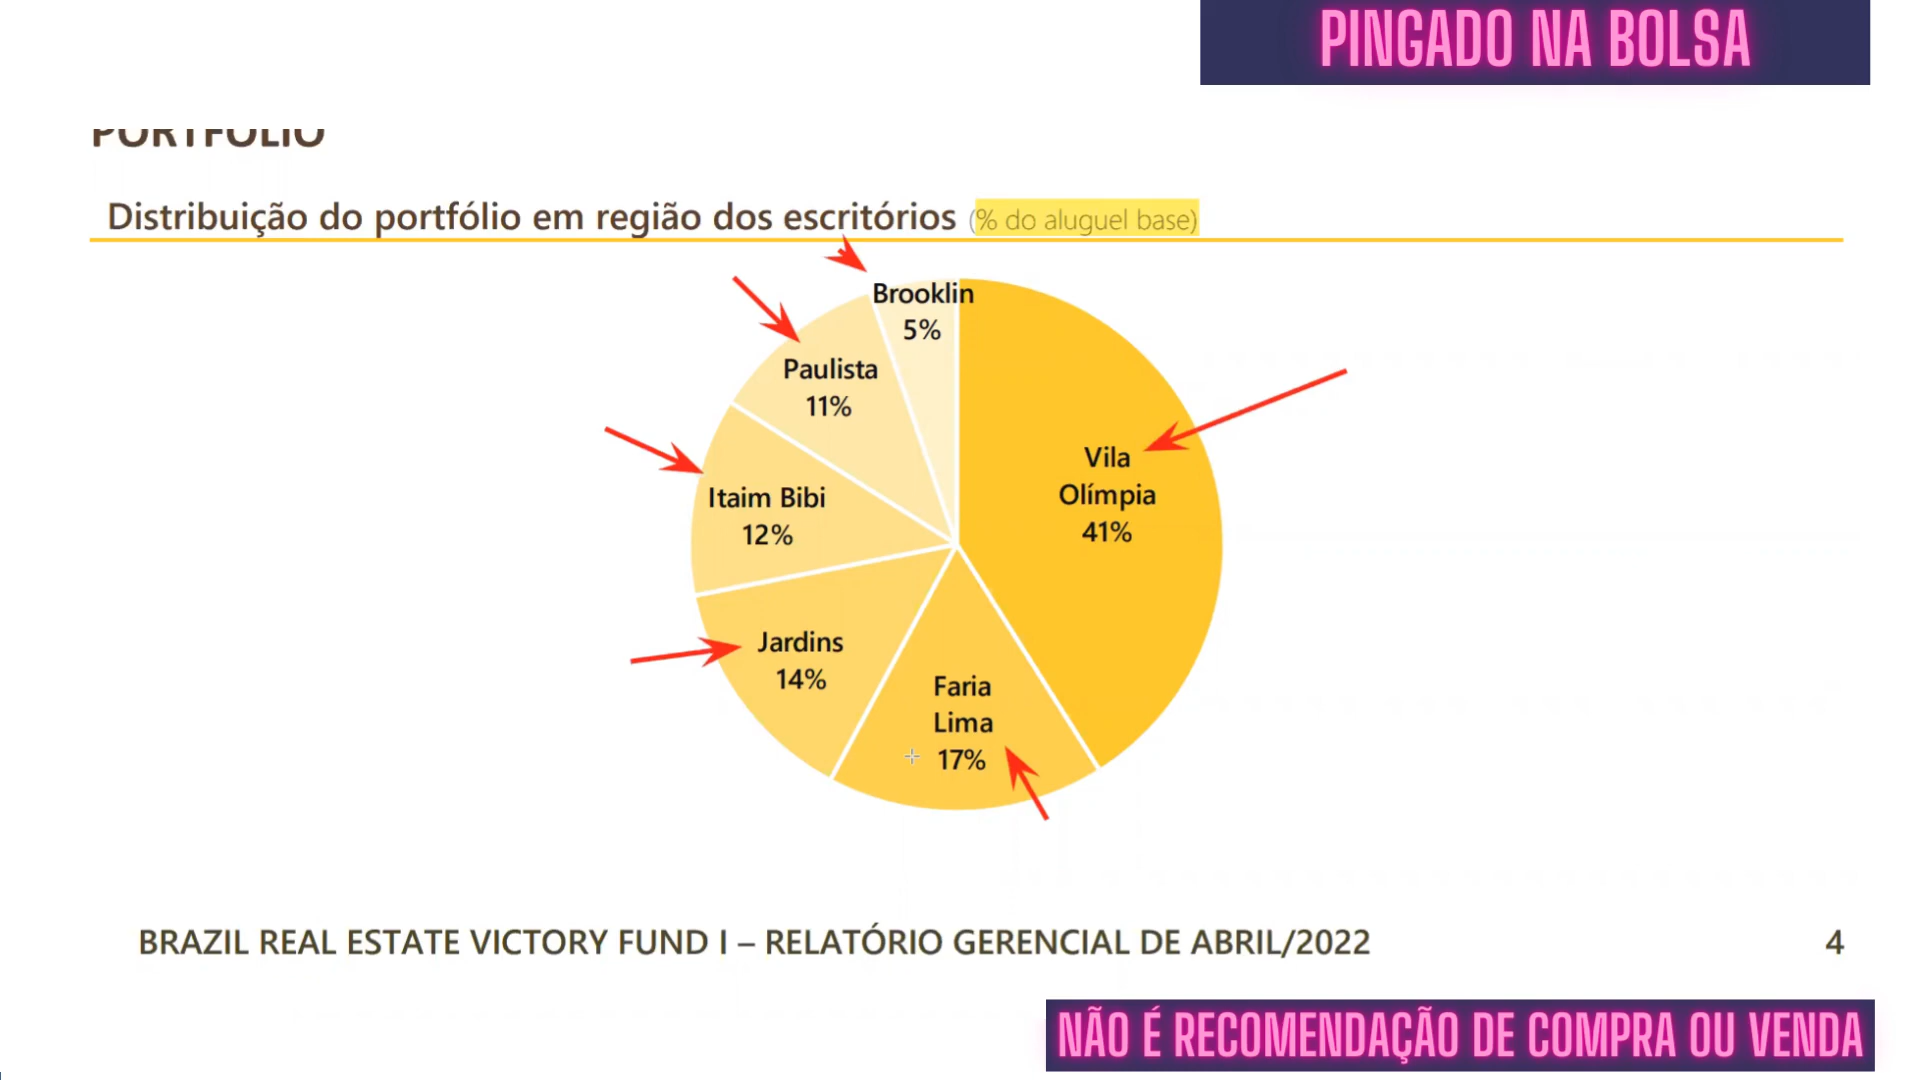 PINGADO NA BOLSA
PORTFÓLIO
Distribuição do portfólio em região dos escritórios (% do aluguel base)
Brooklin
5%
Paulista
11%
Vila
Olímpia
41%
Itaim Bibi
12%
Jardins
14%
Faria
Lima
17%
BRAZIL REAL ESTATE VICTORY FUND I – RELATÓRIO GERENCIAL DE ABRIL/2022
4
NÃO É RECOMENDAÇÃO DE COMPRA OU VENDA